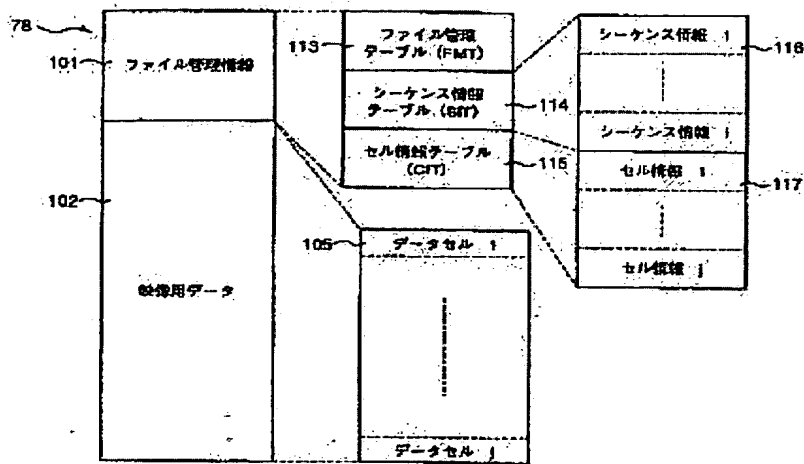 78
101
ファイル管理情報
102
映像用データ
113
ファイル管理
テーブル (FMT)
シーケンス情報
テーブル (SIT)
114
セル情報テーブル
(CIT)
115
105
データセル 1
データセル j
シーケンス情報 1
116
シーケンス情報 i
セル情報 1
117
セル情報 j